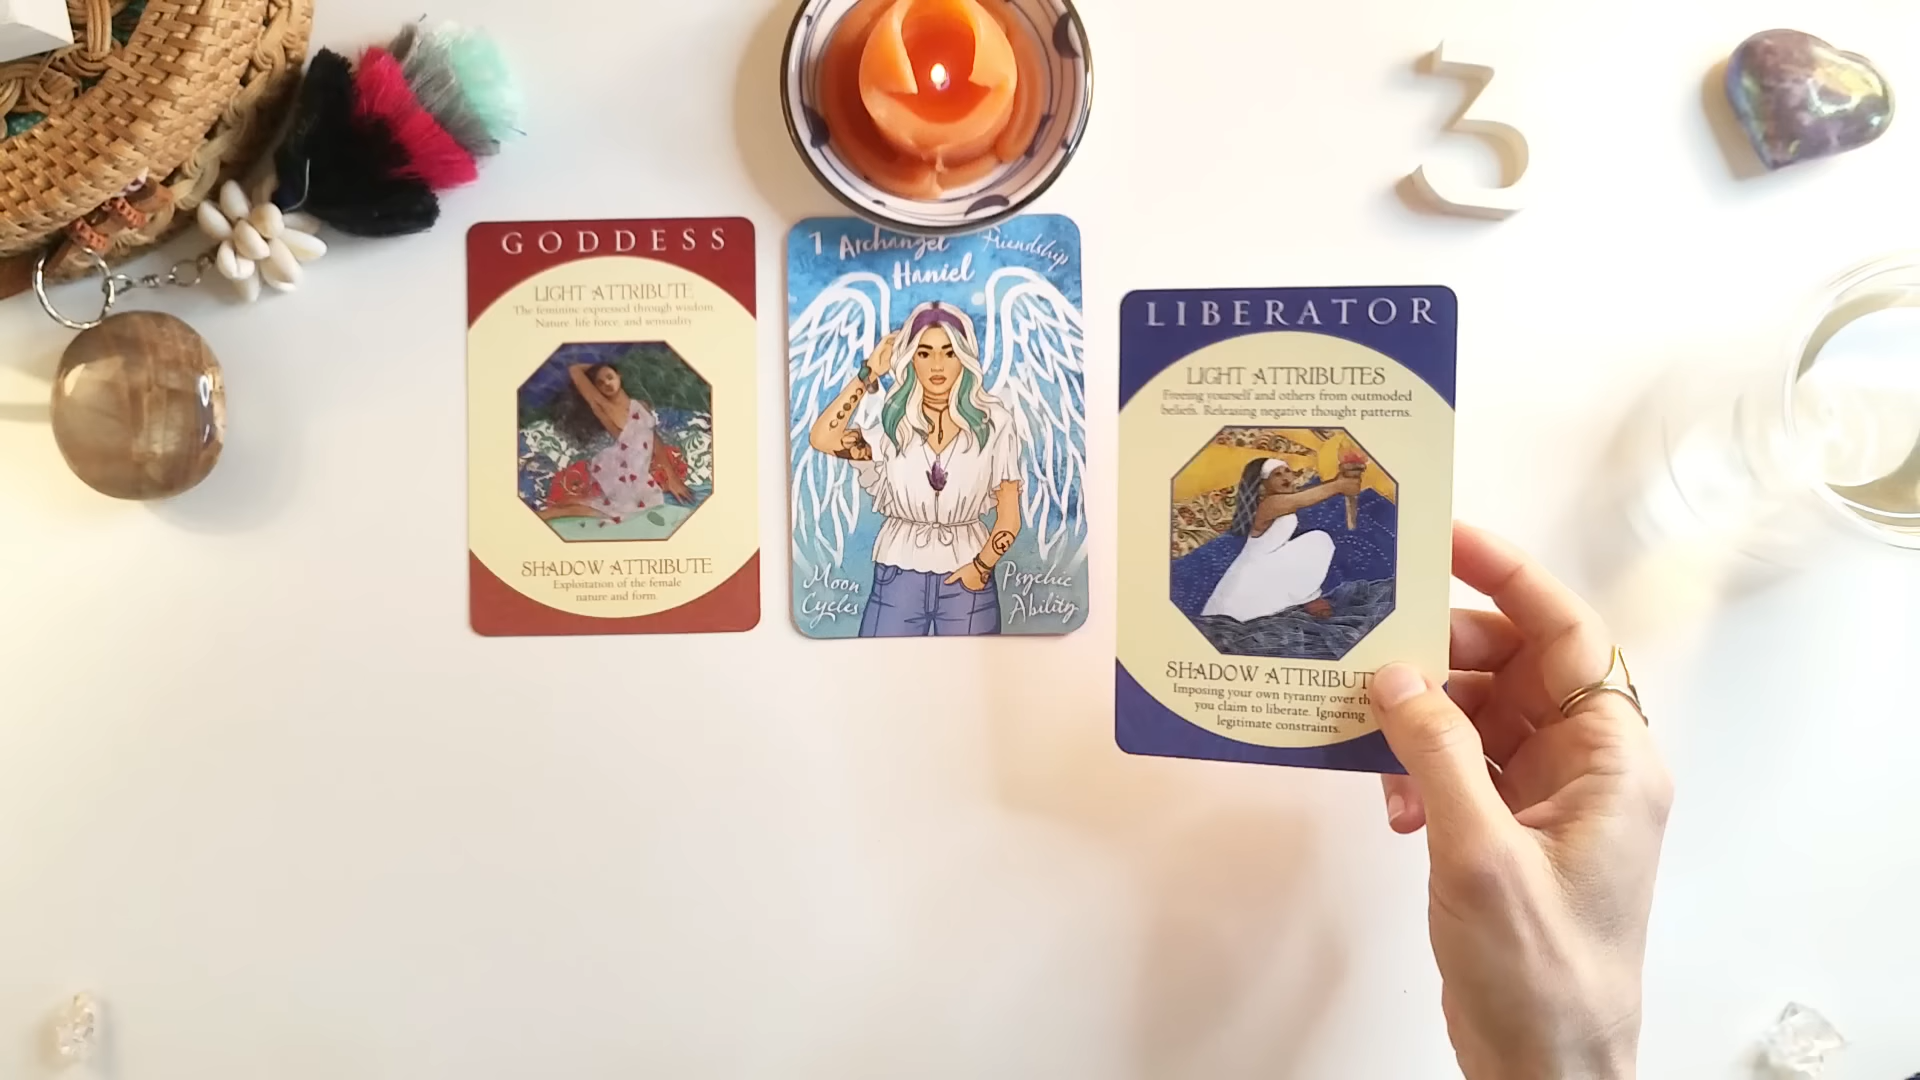 GODDESS
LIGHT ATTRIBUTE
The feminine expressed through wisdom,
Nature, life force, and sensuality.
SHADOW ATTRIBUTE
Exploitation of the female
nature and form.
Archangel
Haniel
Friendship
Moon
Cycles
Psychic
Ability
LIBERATOR
LIGHT ATTRIBUTES
Freeing yourself and others from outmoded
beliefs. Releasing negative thought patterns.
SHADOW ATTRIBUT
Imposing your own tyranny over th
you claim to liberate. Ignoring
legitimate constraints.
3